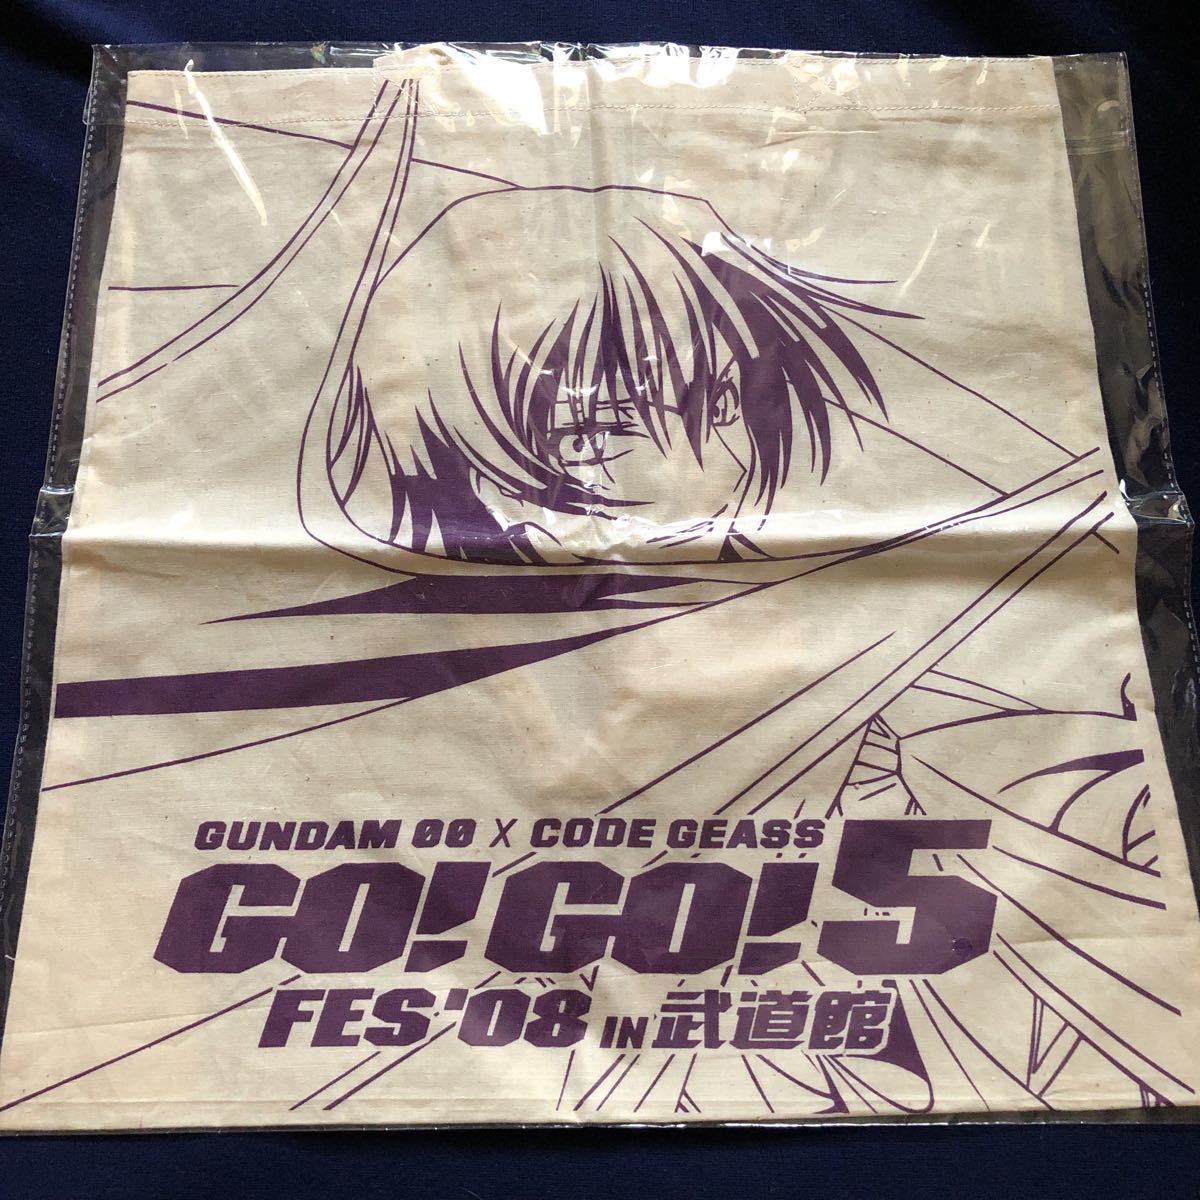 GUNDAM 00 X CODE GEASS
GO!GO!5
FES'08 IN 武道館